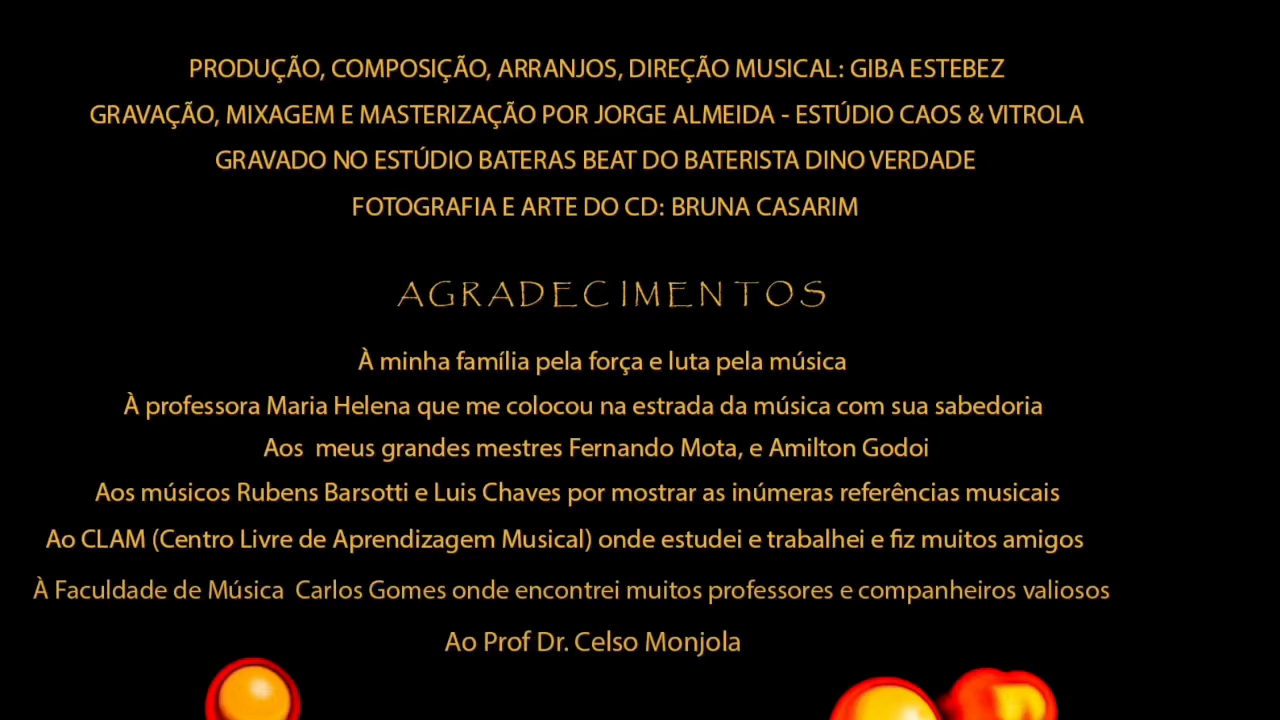 PRODUÇÃO, COMPOSIÇÃO, ARRANJOS, DIREÇÃO MUSICAL: GIBA ESTEBEZ
GRAVAÇÃO, MIXAGEM E MASTERIZAÇÃO POR JORGE ALMEIDA - ESTÚDIO CAOS & VITROLA
GRAVADO NO ESTÚDIO BATERAS BEAT DO BATERISTA DINO VERDADE
FOTOGRAFIA E ARTE DO CD: BRUNA CASARIM
AGRADECIMENTOS
À minha família pela força e luta pela música
À professora Maria Helena que me colocou na estrada da música com sua sabedoria
Aos meus grandes mestres Fernando Mota, e Amilton Godoi
Aos músicos Rubens Barsotti e Luis Chaves por mostrar as inúmeras referências musicais
Ao CLAM (Centro Livre de Aprendizagem Musical) onde estudei e trabalhei e fiz muitos amigos
À Faculdade de Música Carlos Gomes onde encontrei muitos professores e companheiros valiosos
Ao Prof Dr. Celso Monjola